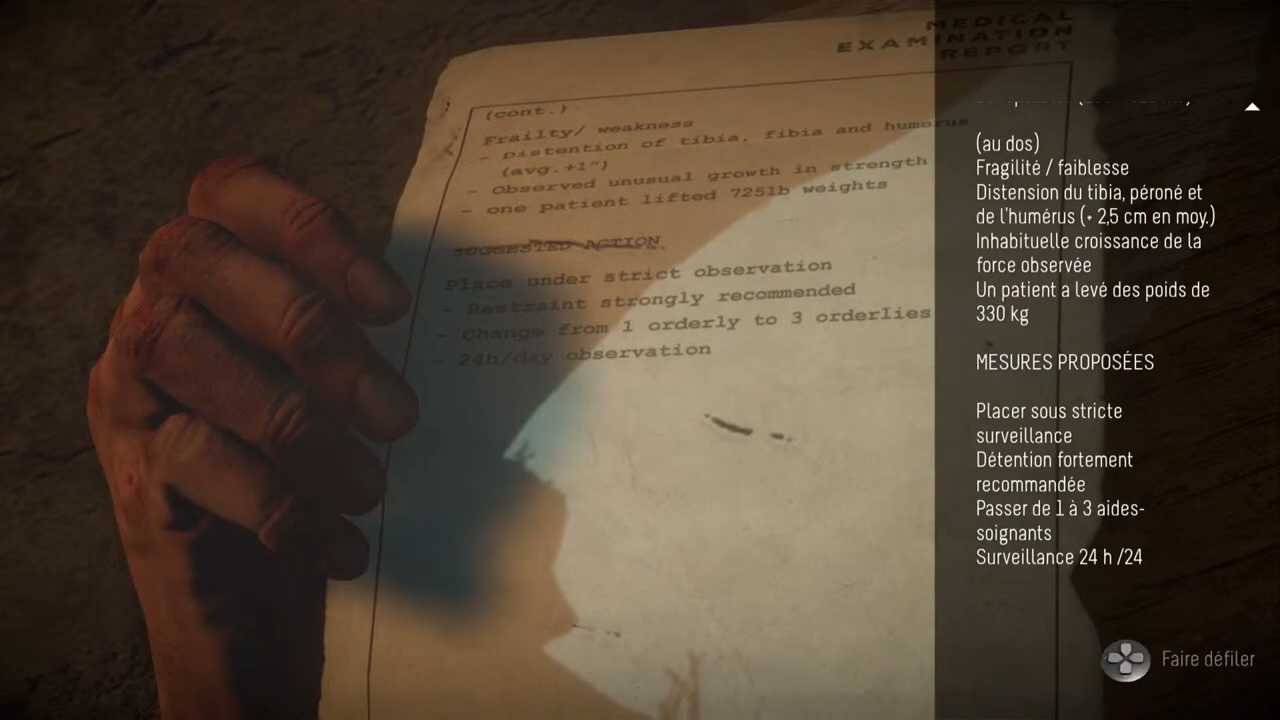 MEDICAL
EXAMINATION
REPORT
(cont.)
Frailty/ weakness
- Distention of tibia, fibia and humerus
(avg. +1")
- Observed unusual growth in strength
- one patient lifted 725lb weights
SUGGESTED ACTION.
Place under strict observation
- Restraint strongly recommended
- Change from 1 orderly to 3 orderlies
- 24h/day observation
(au dos)
Fragilité / faiblesse
Distension du tibia, péroné et
de l'humérus (+ 2,5 cm en moy.)
Inhabituelle croissance de la
force observée
Un patient a levé des poids de
330 kg
MESURES PROPOSÉES
Placer sous stricte
surveillance
Détention fortement
recommandée
Passer de 1 à 3 aides-
soignants
Surveillance 24 h /24
Faire défiler